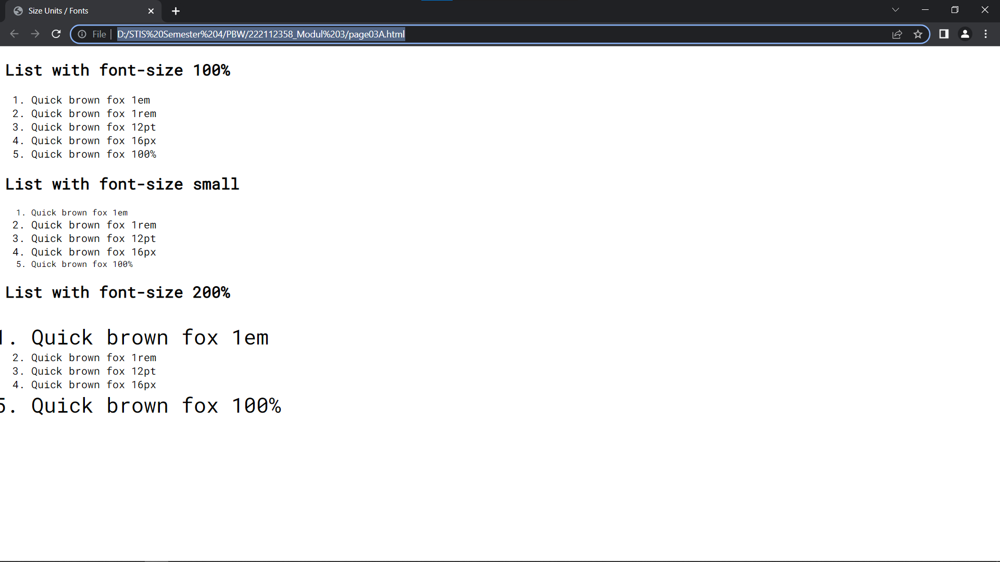 Size Units / Fonts
File | D:/STIS%20Semester%204/PBW/222112358_Modul%203/page03A.html
List with font-size 100%
1. Quick brown fox 1em
2. Quick brown fox 1rem
3. Quick brown fox 12pt
4. Quick brown fox 16px
5. Quick brown fox 100%
List with font-size small
1. Quick brown fox 1em
2. Quick brown fox 1rem
3. Quick brown fox 12pt
4. Quick brown fox 16px
5. Quick brown fox 100%
List with font-size 200%
1. Quick brown fox 1em
2. Quick brown fox 1rem
3. Quick brown fox 12pt
4. Quick brown fox 16px
5. Quick brown fox 100%